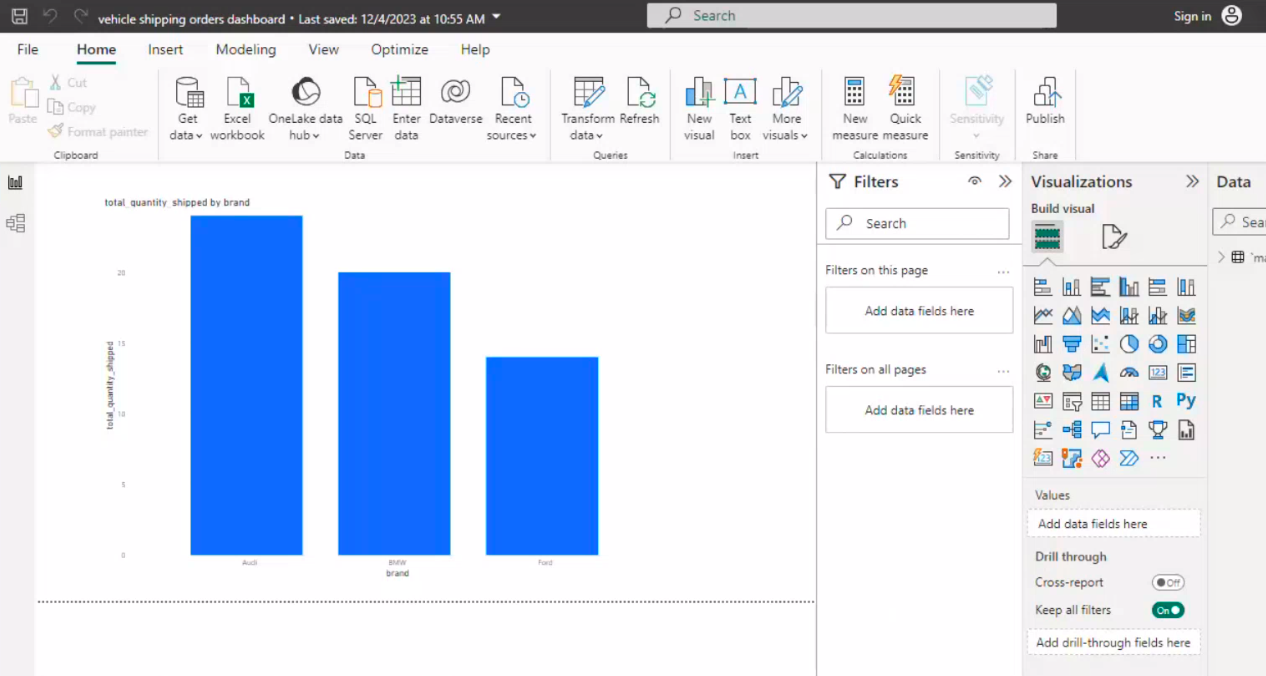 vehicle shipping orders dashboard • Last saved: 12/4/2023 at 10:55 AM
Search
Sign in
File Home Insert Modeling View Optimize Help
Paste
Cut
Copy
Format painter
Clipboard
Get data
Excel workbook
OneLake data hub
SQL Server
Enter data
Dataverse
Recent sources
Data
Transform data
Refresh
Queries
New visual
Text box
More visuals
Insert
New measure
Quick measure
Calculations
Sensitivity
Sensitivity
Publish
Share
total_quantity_shipped by brand
20
15
10
5
0
total_quantity_shipped
Audi BMW Ford
brand
Filters
Search
Filters on this page
...
Add data fields here
Filters on all pages
...
Add data fields here
Visualizations
Build visual
123
R
Py
123
...
Values
Add data fields here
Drill through
Cross-report Off
Keep all filters On
Add drill-through fields here
Data
Sea
`ma